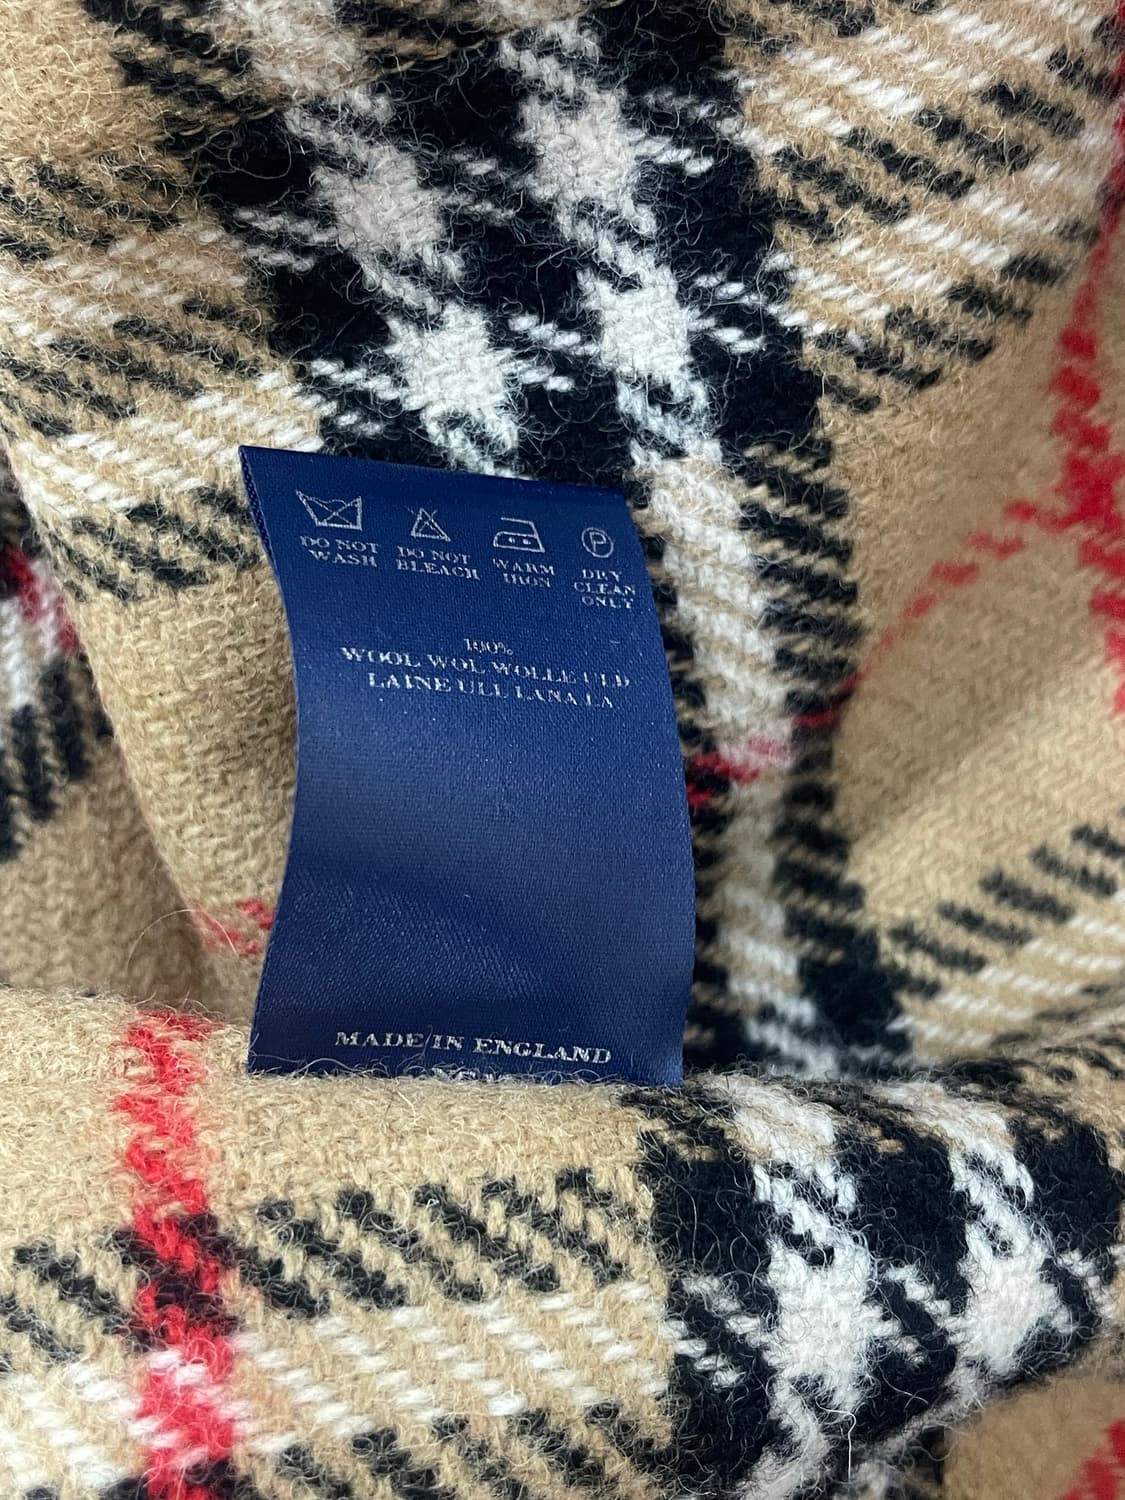 P
DO NOT WASH
DO NOT BLEACH
WARM IRON
DRY CLEAN ONLY
100%
WOOL WOL WOLLE ULD
LAINE ULL LANA LA
MADE IN ENGLAND